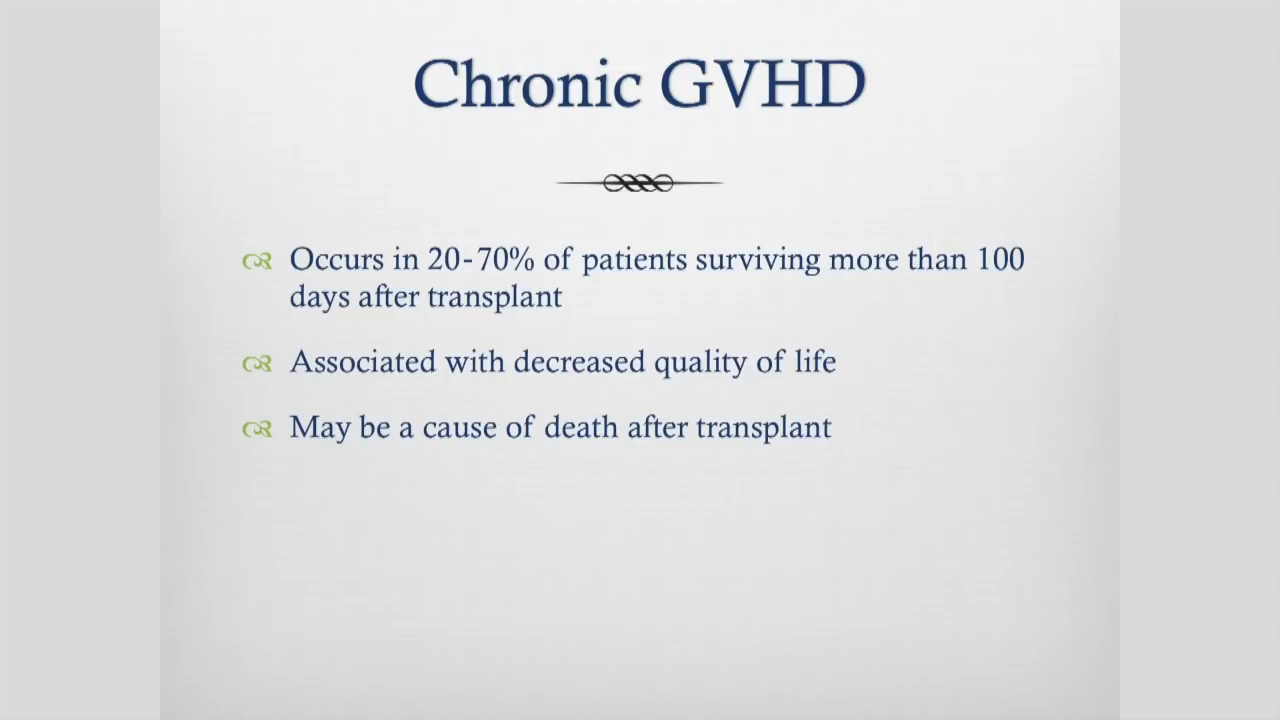 Chronic GVHD
Occurs in 20-70% of patients surviving more than 100
days after transplant
Associated with decreased quality of life
May be a cause of death after transplant